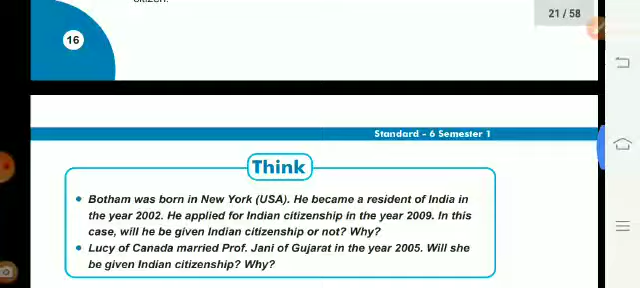 16
21 / 58
Standard - 6 Semester 1
Think
• Botham was born in New York (USA). He became a resident of India in
the year 2002. He applied for Indian citizenship in the year 2009. In this
case, will he be given Indian citizenship or not? Why?
• Lucy of Canada married Prof. Jani of Gujarat in the year 2005. Will she
be given Indian citizenship? Why?